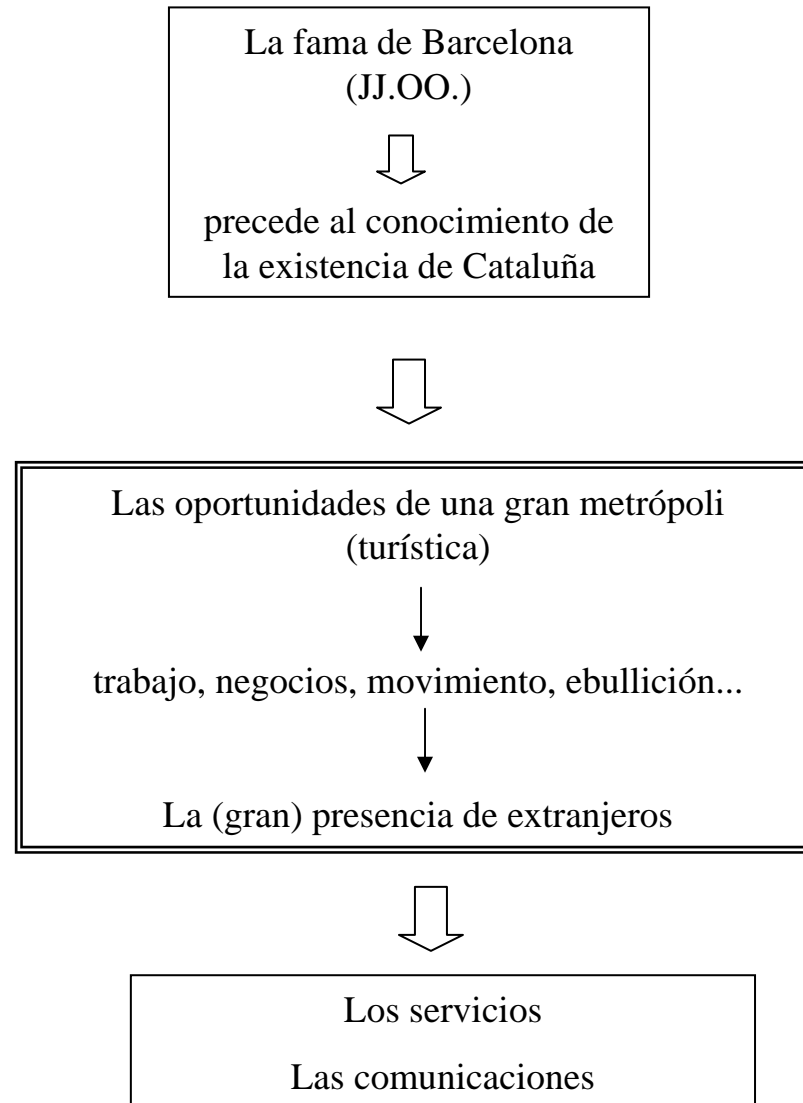 La fama de Barcelona
(JJ.OO.)
precede al conocimiento de
la existencia de Cataluña
Las oportunidades de una gran metrópoli
(turística)
trabajo, negocios, movimiento, ebullición...
La (gran) presencia de extranjeros
Los servicios
Las comunicaciones